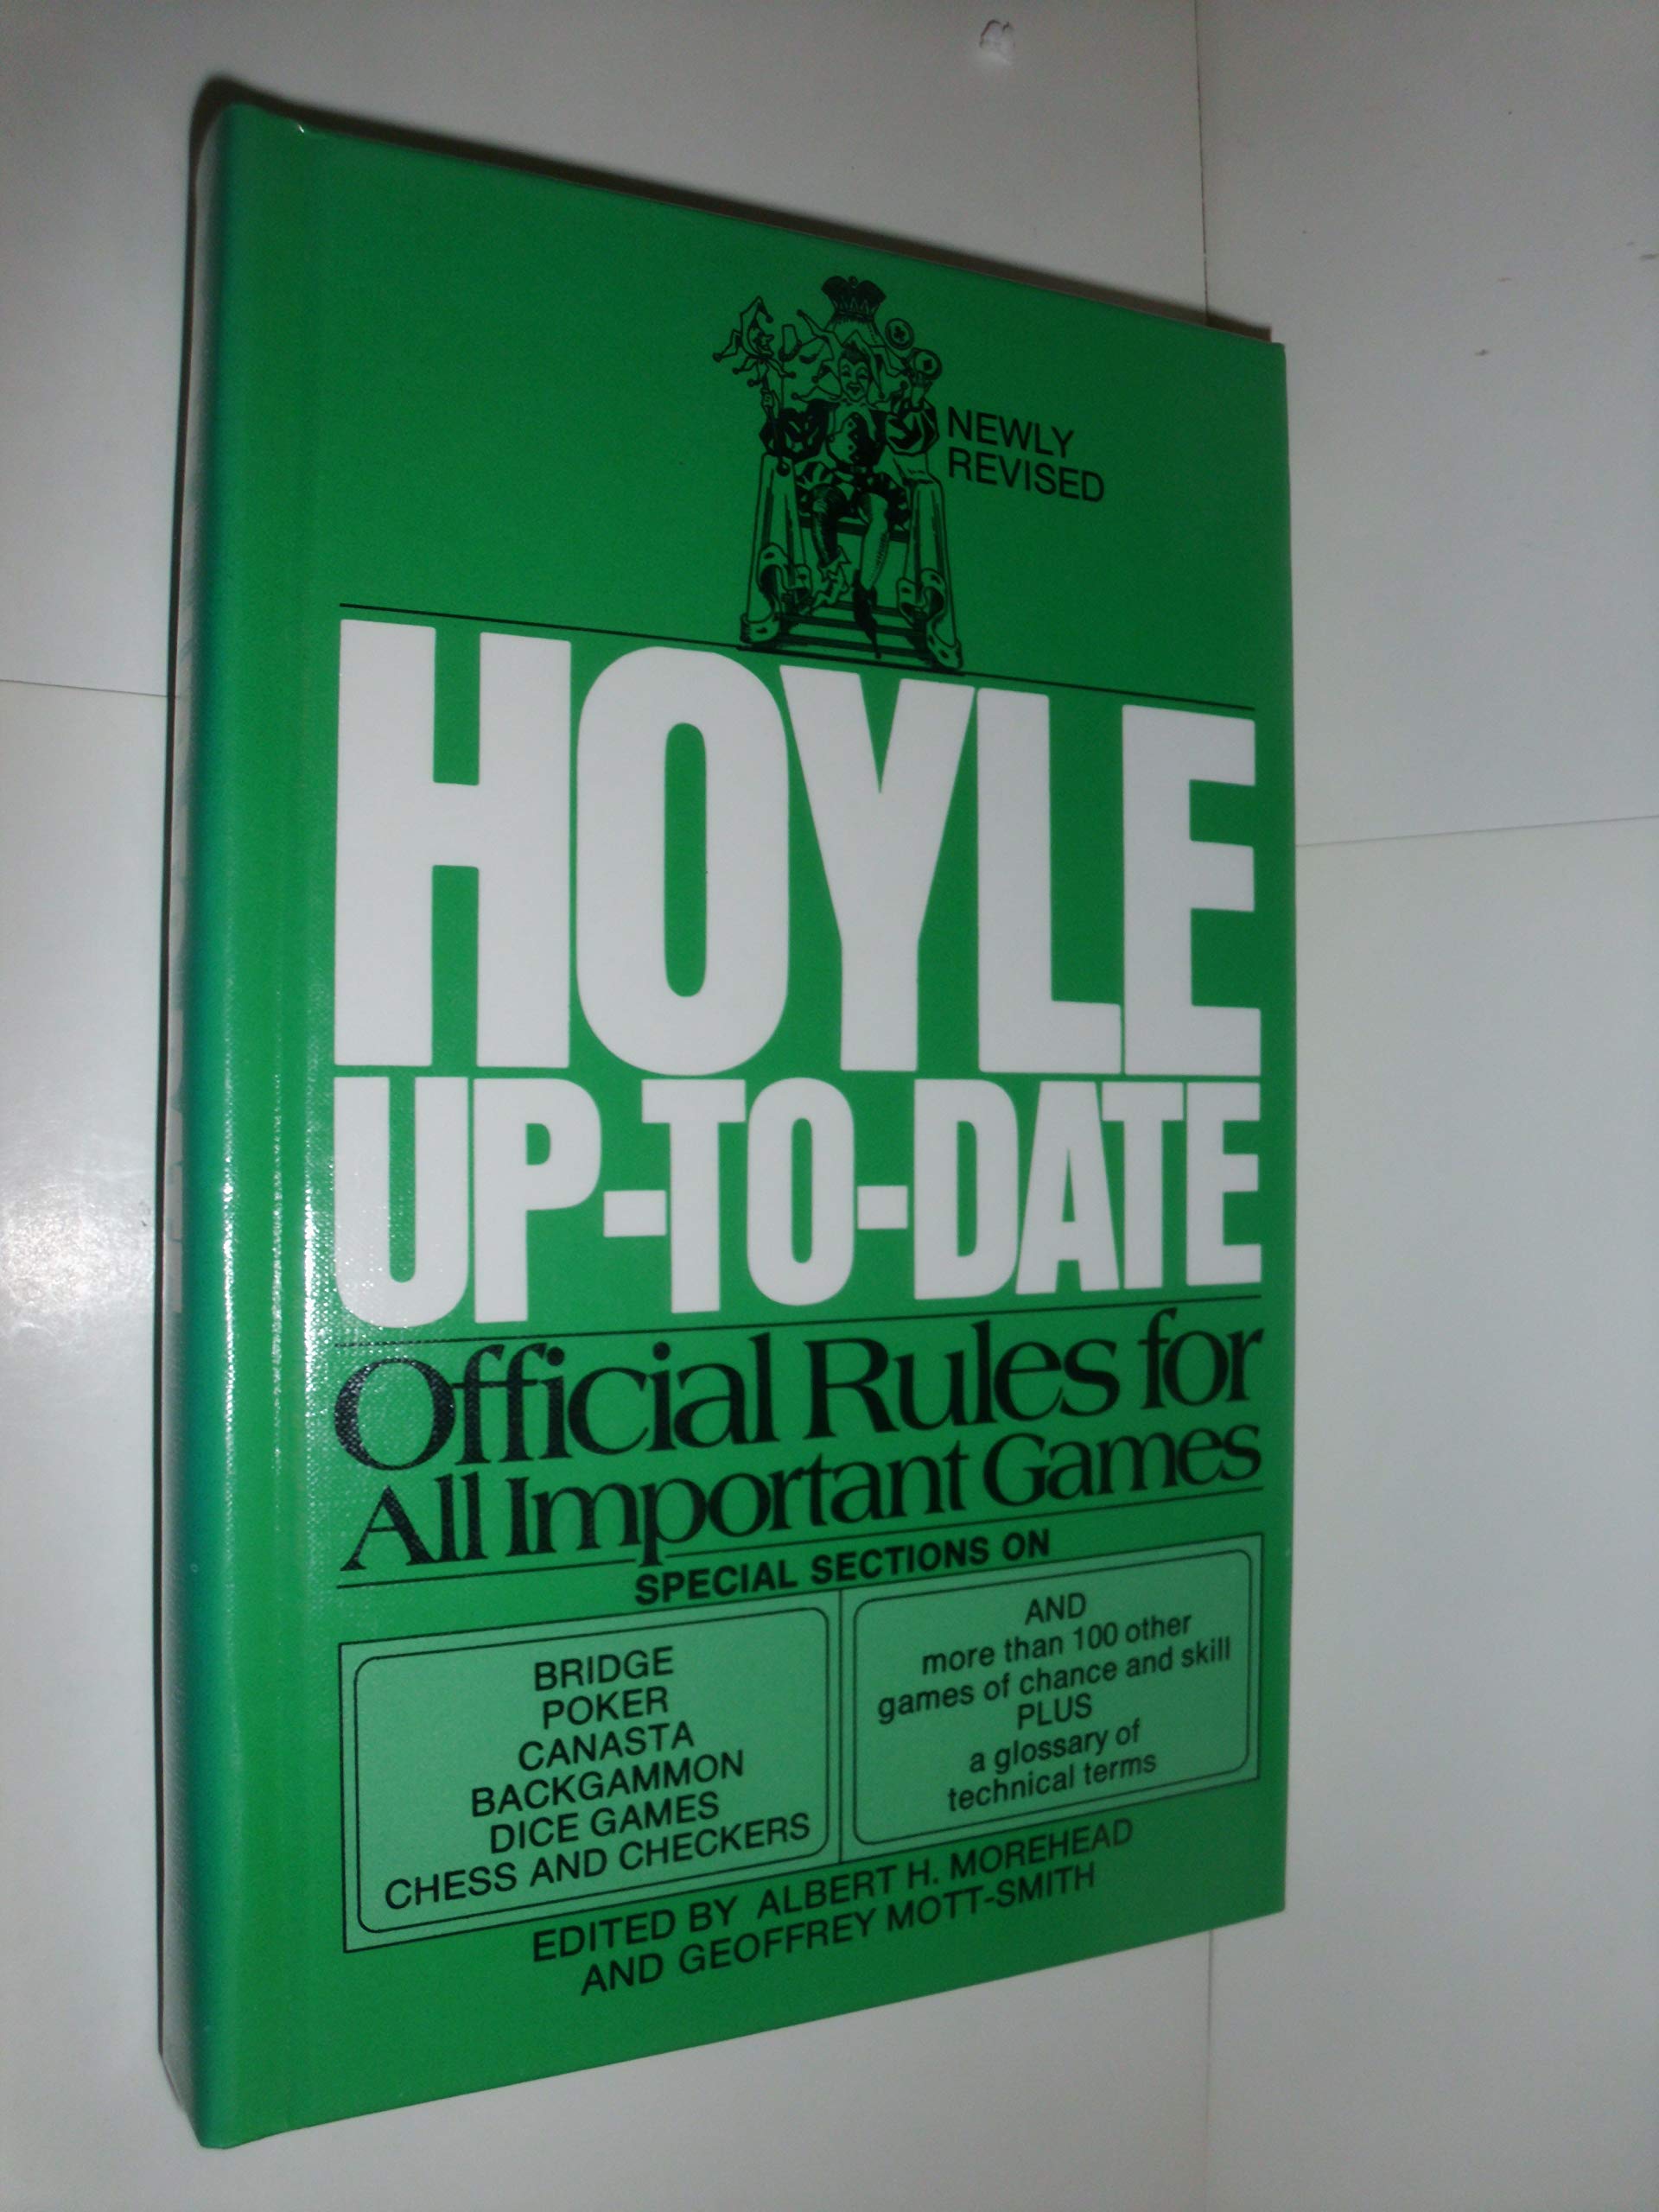 NEWLY
REVISED
HOYLE
UP-TO-DATE
Official Rules for
All Important Games
SPECIAL SECTIONS ON
BRIDGE
POKER
CANASTA
BACKGAMMON
DICE GAMES
CHESS AND CHECKERS
AND
more than 100 other
games of chance and skill
PLUS
a glossary of
technical terms
EDITED BY ALBERT H. MOREHEAD
AND GEOFFREY MOTT-SMITH